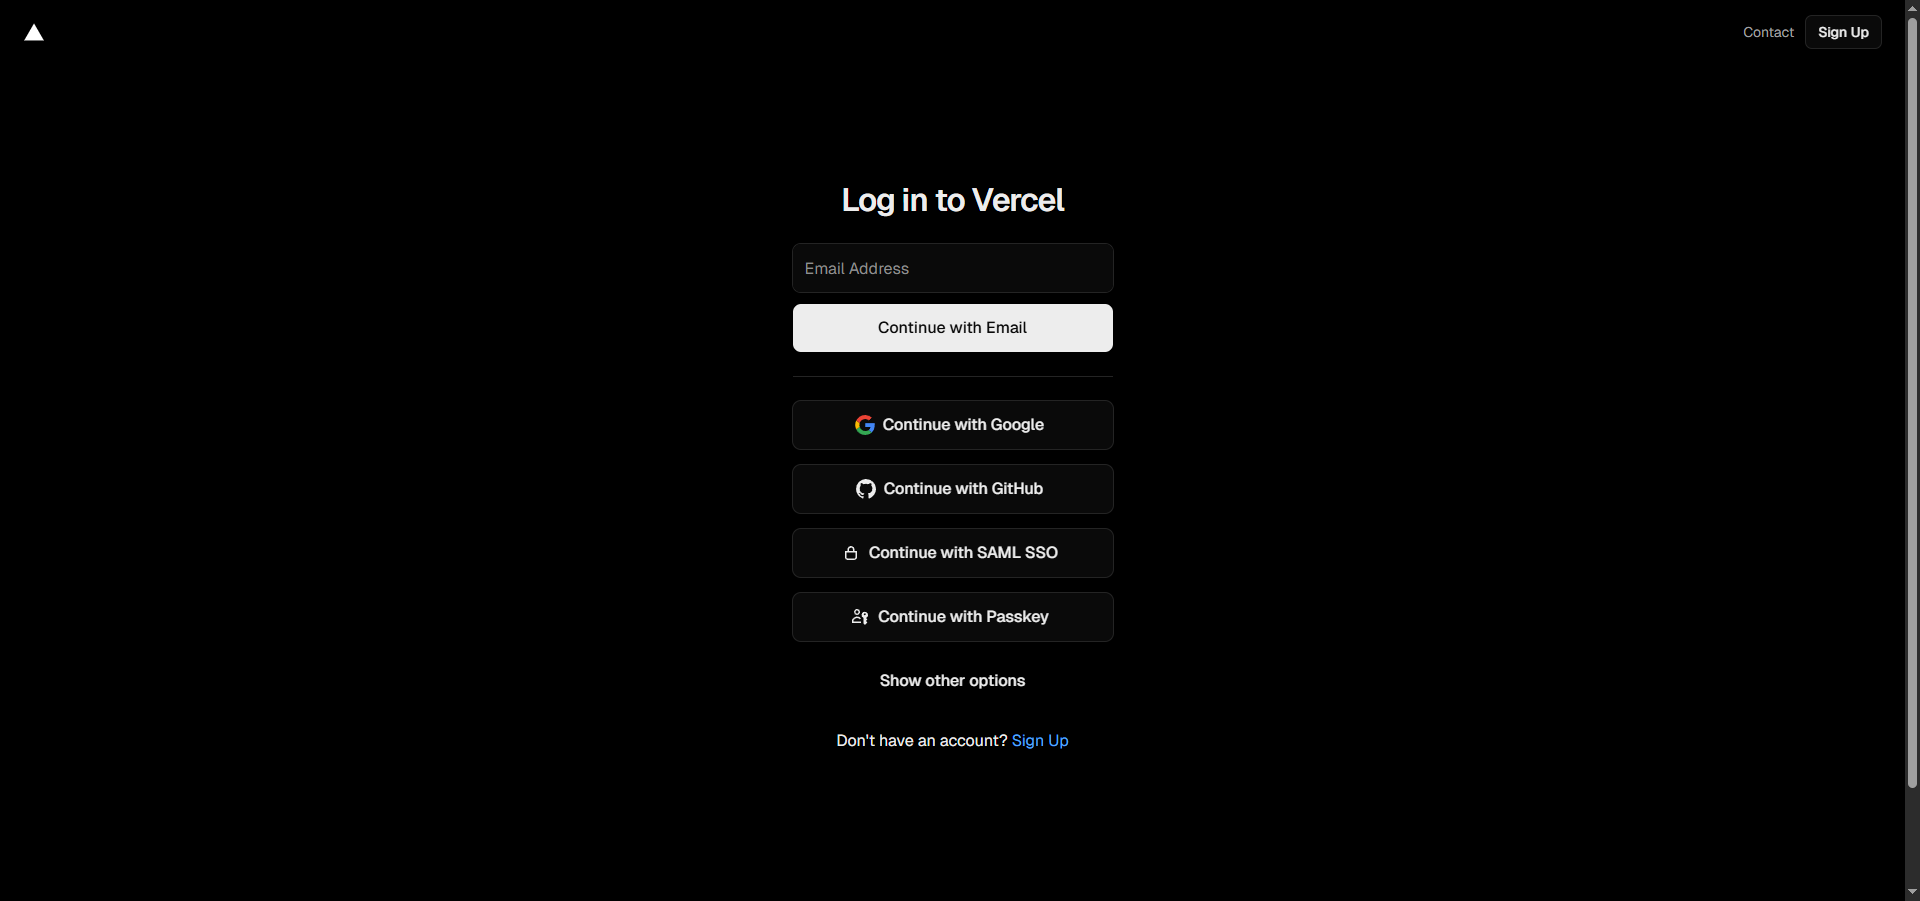 Contact
Sign Up
Log in to Vercel
Email Address
Continue with Email
Continue with Google
Continue with GitHub
Continue with SAML SSO
Continue with Passkey
Show other options
Don't have an account? Sign Up